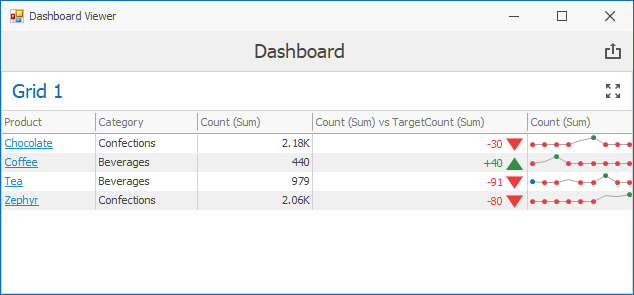 Dashboard Viewer
Dashboard
Grid 1
Product Category Count (Sum) Count (Sum) vs TargetCount (Sum) Count (Sum)
Chocolate Confections 2.18K -30
Coffee Beverages 440 +40
Tea Beverages 979 -91
Zephyr Confections 2.06K -80